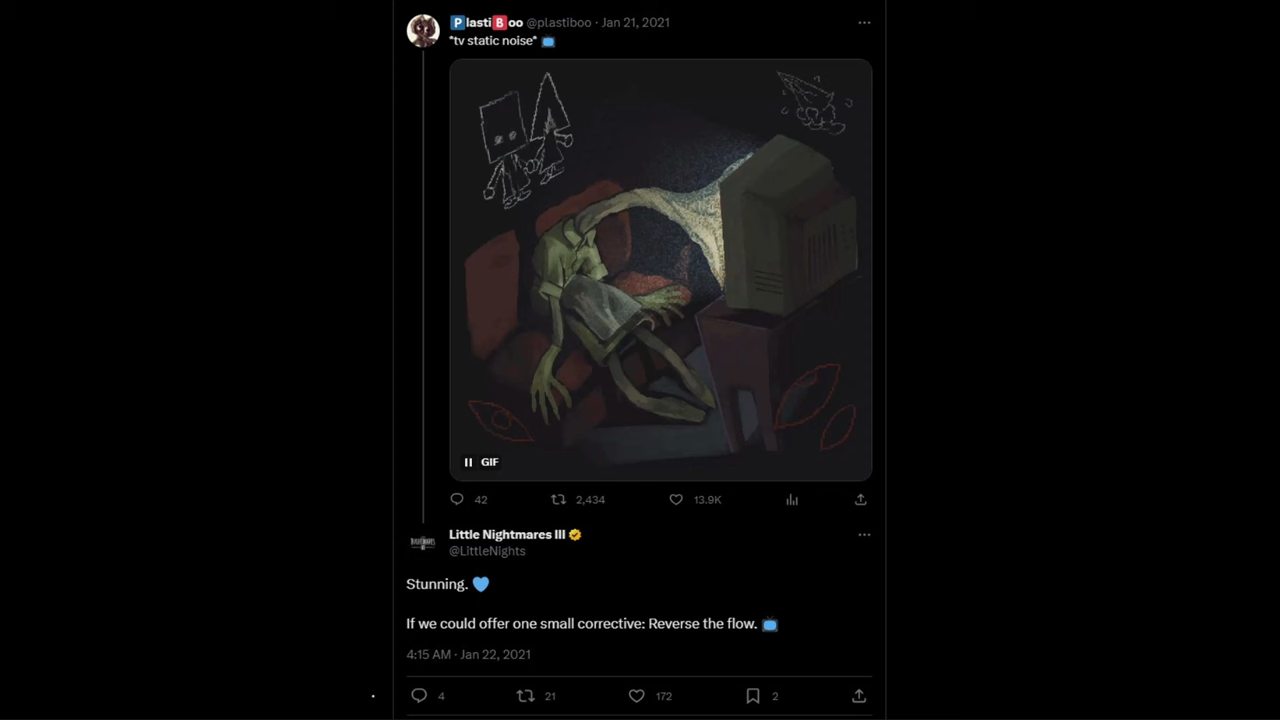 🅿lasti🅱oo @plastiboo · Jan 21, 2021
*tv static noise* 📺
GIF
42 2,434 13.9K
Little Nightmares III
@LittleNights
Stunning. 💙
If we could offer one small corrective: Reverse the flow. 📺
4:15 AM · Jan 22, 2021
4 21 172 2